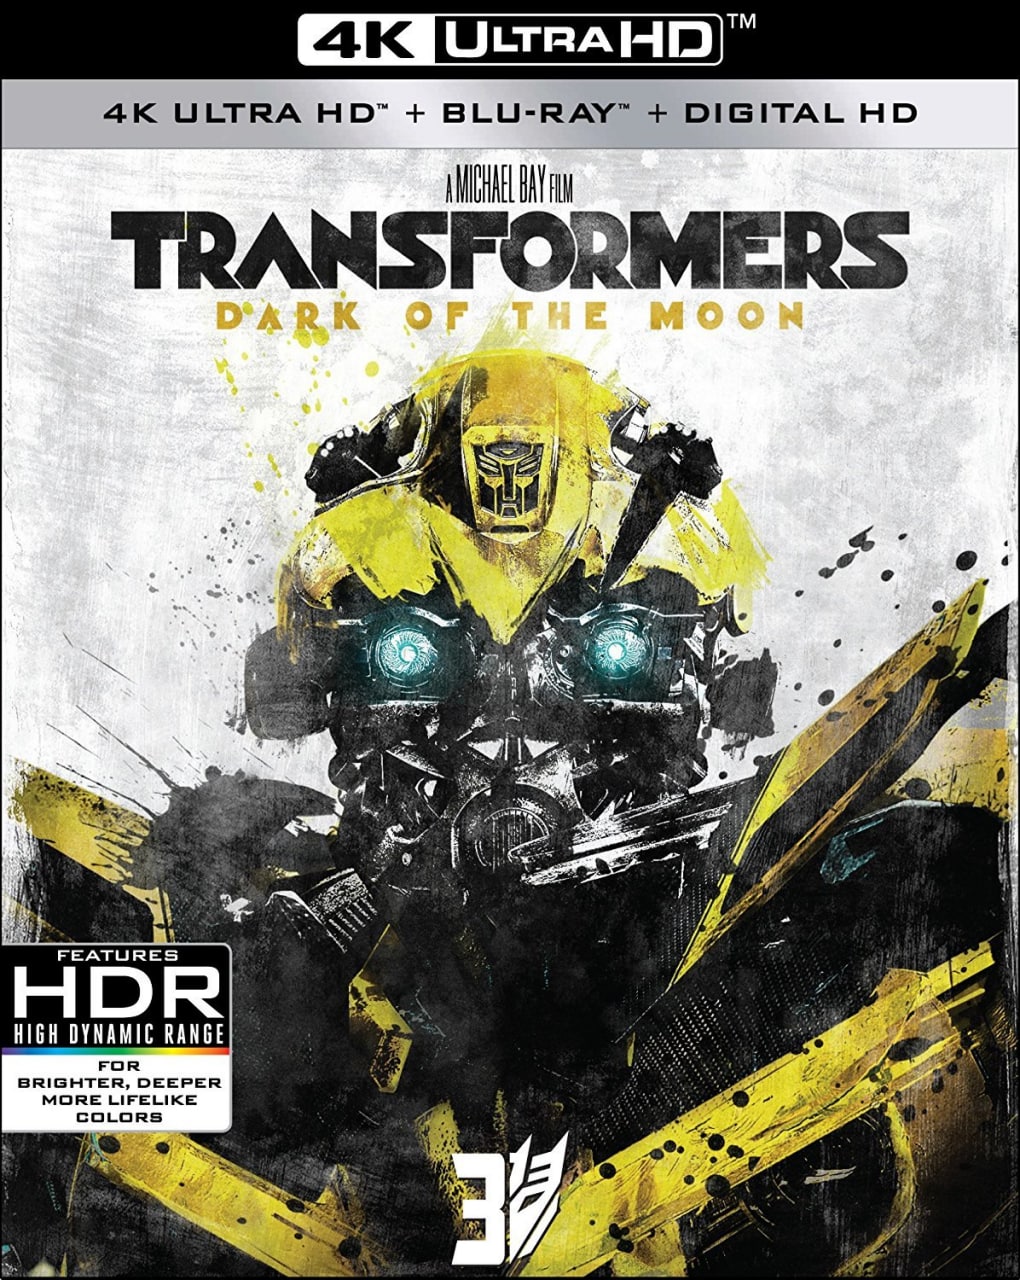 4K ULTRA HD™
4K ULTRA HD™ + BLU-RAY™ + DIGITAL HD
A MICHAEL BAY FILM
TRANSFORMERS
DARK OF THE MOON
FEATURES
HDR
HIGH DYNAMIC RANGE
FOR
BRIGHTER, DEEPER
MORE LIFELIKE
COLORS
3